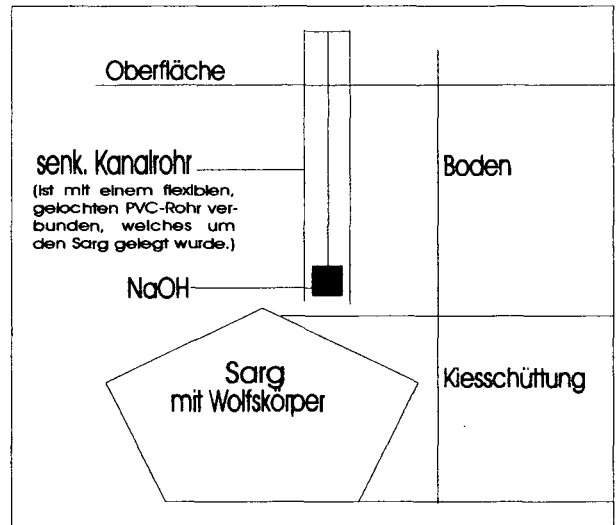 Oberfläche
senk. Kanalrohr
(ist mit einem flexiblen,
gelochten PVC-Rohr ver-
bunden, welches um
den Sarg gelegt wurde.)
Boden
NaOH
Sarg
mit Wolfskörper
Kiesschüttung